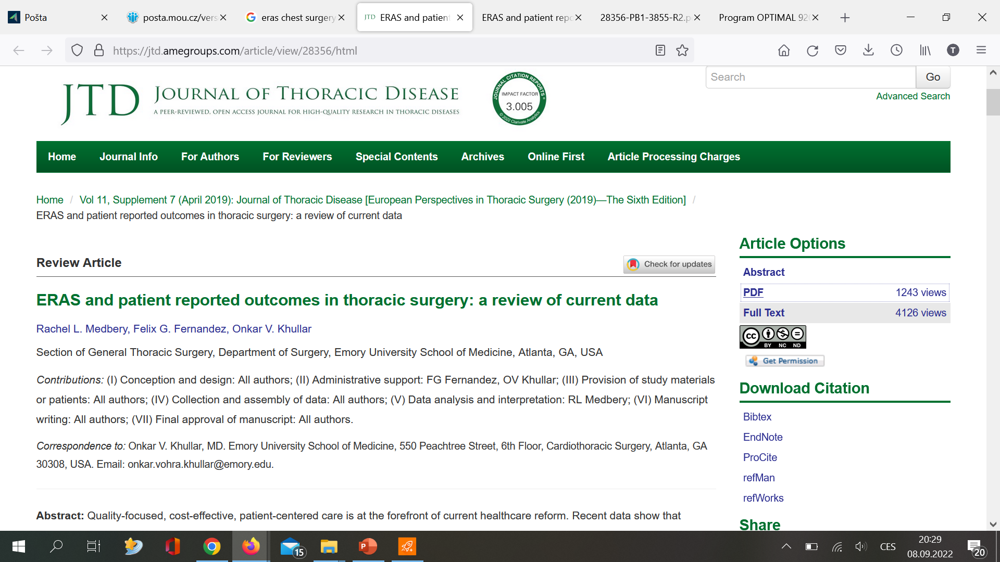 Pošta
posta.mou.cz/vers
eras chest surgery
JTD ERAS and patient
ERAS and patient repo
28356-PB1-3855-R2.p
Program OPTIMAL 92
https://jtd.amegroups.com/article/view/28356/html
T
JTD JOURNAL OF THORACIC DISEASE
A PEER-REVIEWED, OPEN ACCESS JOURNAL FOR HIGH-QUALITY RESEARCH IN THORACIC DISEASES
JOURNAL CITATION REPORTS®
IMPACT FACTOR
3.005
© 2022 Clarivate Analytics
Search
Go
Advanced Search
Home Journal Info For Authors For Reviewers Special Contents Archives Online First Article Processing Charges
Home / Vol 11, Supplement 7 (April 2019): Journal of Thoracic Disease [European Perspectives in Thoracic Surgery (2019)—The Sixth Edition] /
ERAS and patient reported outcomes in thoracic surgery: a review of current data
Review Article
Check for updates
ERAS and patient reported outcomes in thoracic surgery: a review of current data
Rachel L. Medbery, Felix G. Fernandez, Onkar V. Khullar
Section of General Thoracic Surgery, Department of Surgery, Emory University School of Medicine, Atlanta, GA, USA
Contributions: (I) Conception and design: All authors; (II) Administrative support: FG Fernandez, OV Khullar; (III) Provision of study materials
or patients: All authors; (IV) Collection and assembly of data: All authors; (V) Data analysis and interpretation: RL Medbery; (VI) Manuscript
writing: All authors; (VII) Final approval of manuscript: All authors.
Correspondence to: Onkar V. Khullar, MD. Emory University School of Medicine, 550 Peachtree Street, 6th Floor, Cardiothoracic Surgery, Atlanta, GA
30308, USA. Email: onkar.vohra.khullar@emory.edu.
Abstract: Quality-focused, cost-effective, patient-centered care is at the forefront of current healthcare reform. Recent data show that
Article Options
Abstract
PDF 1243 views
Full Text 4126 views
CC BY NC ND
Get Permission
Download Citation
Bibtex
EndNote
ProCite
refMan
refWorks
Share
15
P
CES
20:29
08.09.2022
20